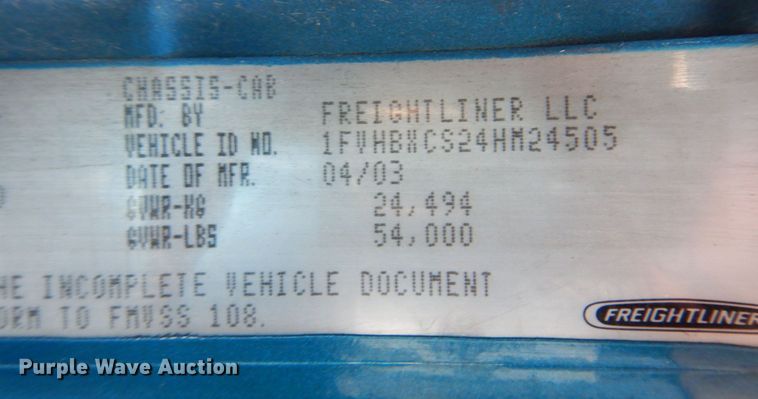 CHASSIS-CAB
MFD. BY FREIGHTLINER LLC
VEHICLE ID NO. 1FVHBXCS24HM24505
DATE OF MFR. 04/03
GVWR-KG 24,494
GVWR-LBS 54,000
HE INCOMPLETE VEHICLE DOCUMENT
ORM TO FMVSS 108.
FREIGHTLINER
Purple Wave Auction